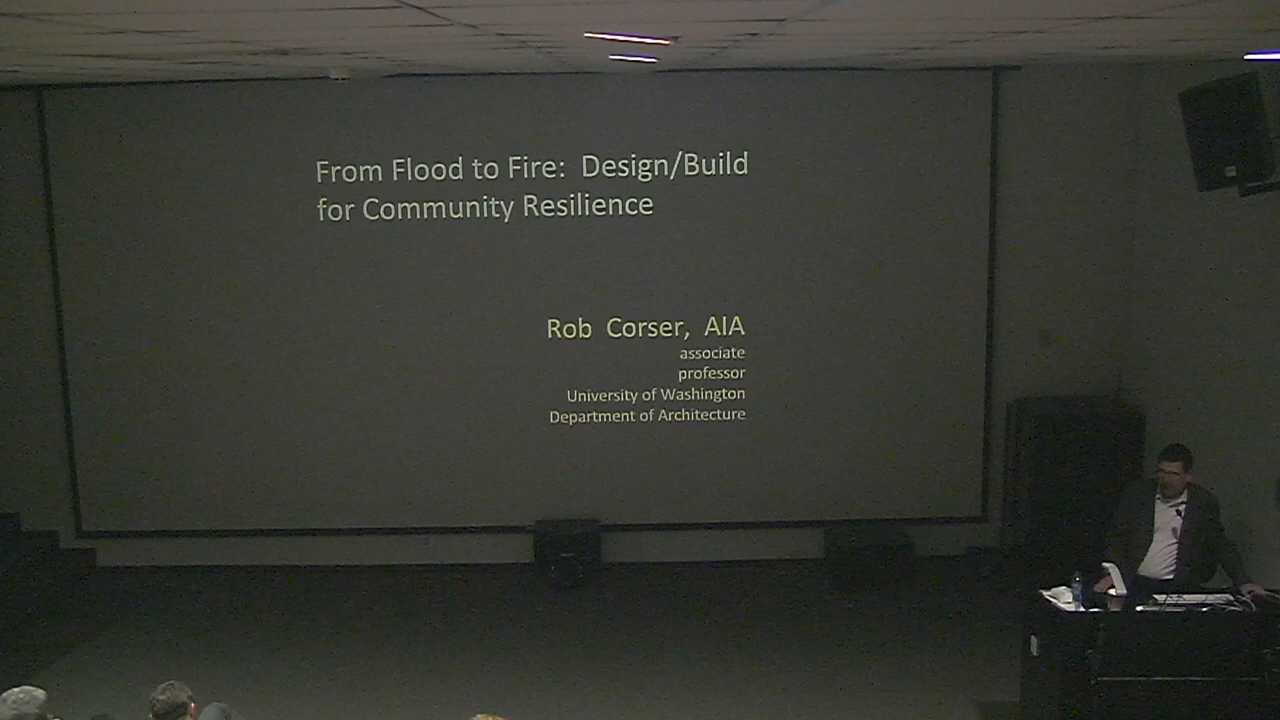 From Flood to Fire: Design/Build
for Community Resilience
Rob Corser, AIA
associate
professor
University of Washington
Department of Architecture